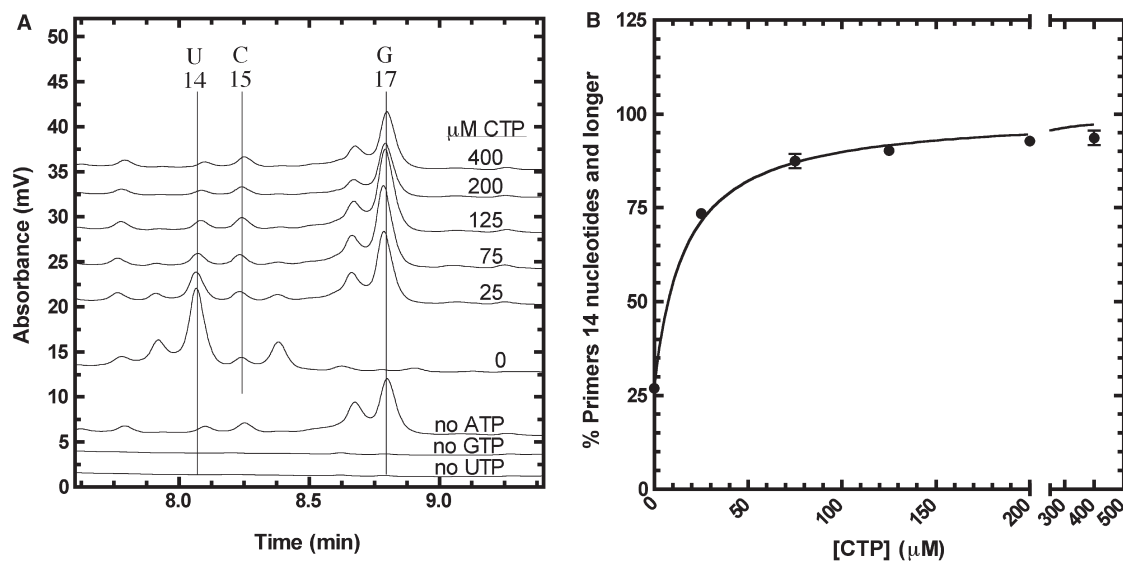 A
Absorbance (mV)
50
45
40
35
30
25
20
15
10
5
0
U C G
14 15 17
μM CTP
400
200
125
75
25
0
no ATP
no GTP
no UTP
8.0 8.5 9.0
Time (min)
B
% Primers 14 nucleotides and longer
125
100
75
50
25
0
0 50 100 150 200 300 400 500
[CTP] (μM)